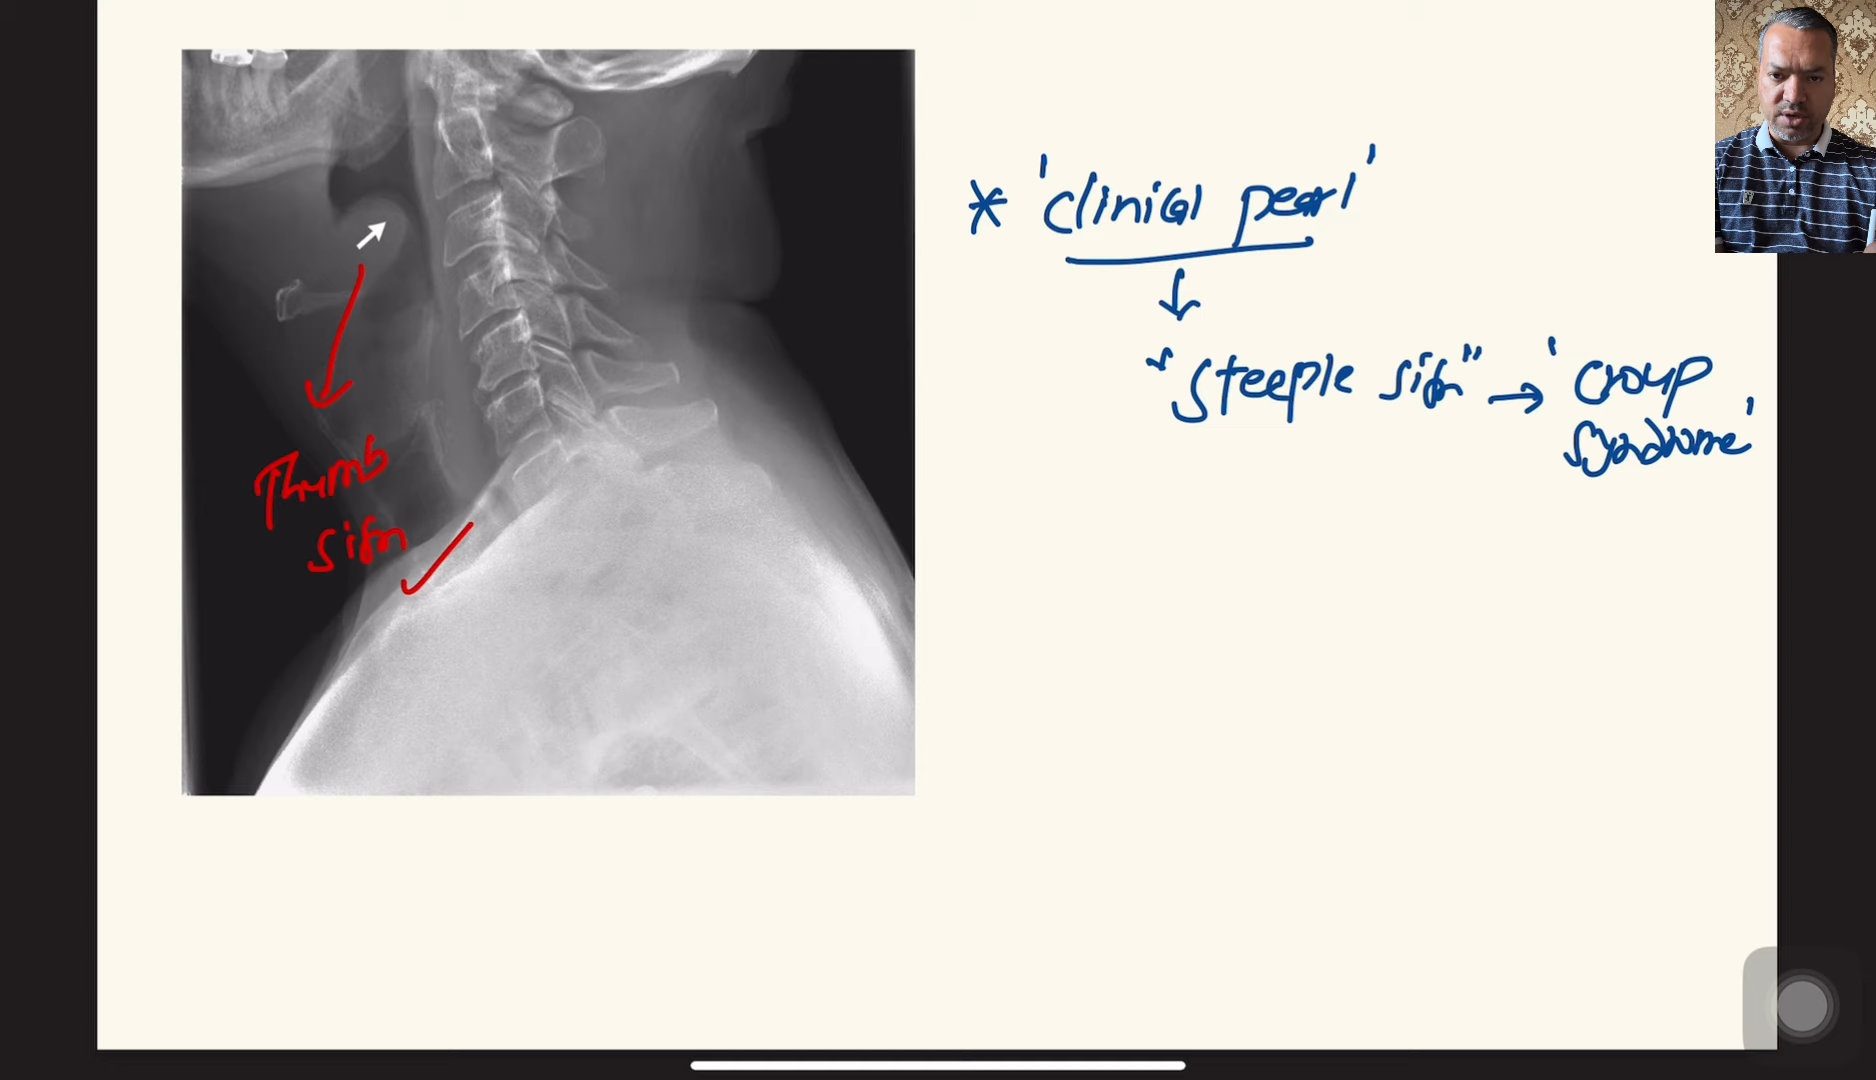 Thumb
sign
* 'clinical pearl'
"steeple sign" → 'croup
syndrome'